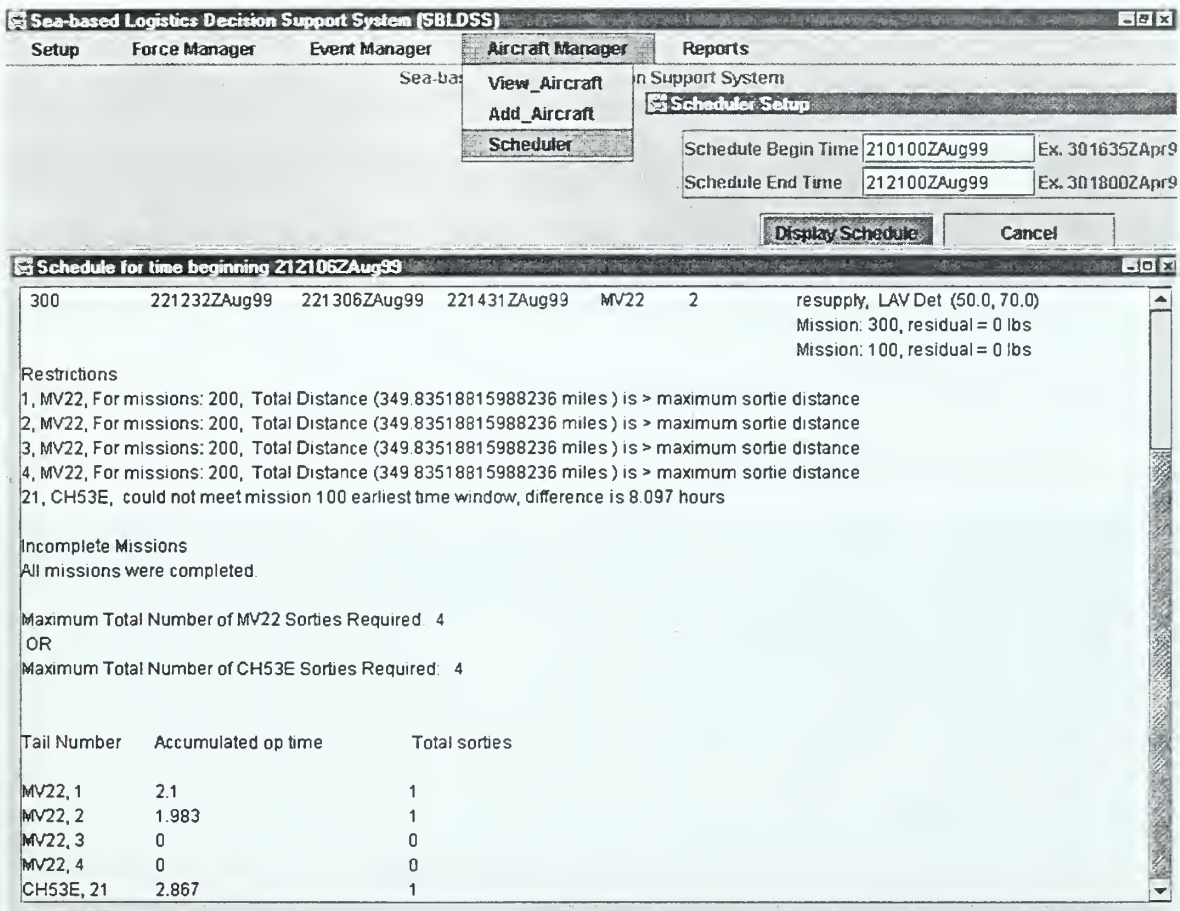 Sea-based Logistics Decision Support System (SBLDSS)
Setup Force Manager Event Manager Aircraft Manager Reports
Sea-bas
n Support System
View_Aircraft
Add_Aircraft
Scheduler
Scheduler Setup
Schedute Begin Time 210100ZAug99 Ex. 301635ZApr9
Schedule End Time 212100ZAug99 Ex. 301800ZApr9
Display Schedule Cancel
Schedule for time beginning 212106ZAug99
300 221232ZAug99 221306ZAug99 221431ZAug99 MV22 2 resupply, LAV Det (50.0, 70.0)
Mission: 300, residual = 0 lbs
Mission: 100, residual = 0 lbs
Restrictions
1, MV22, For missions: 200, Total Distance (349.83518815988236 miles ) is > maximum sortie distance
2, MV22, For missions: 200, Total Distance (349.83518815988236 miles ) is > maximum sortie distance
3, MV22, For missions: 200, Total Distance (349.83518815988236 miles ) is > maximum sortie distance
4, MV22, For missions: 200, Total Distance (349.83518815988236 miles ) is > maximum sortie distance
21, CH53E, could not meet mission 100 earliest time window, difference is 8.097 hours
Incomplete Missions
All missions were completed.
Maximum Total Number of MV22 Sorties Required: 4
OR
Maximum Total Number of CH53E Sorties Required: 4
Tail Number Accumulated op time Total sorties
MV22, 1 2.1 1
MV22, 2 1.983 1
MV22, 3 0 0
MV22, 4 0 0
CH53E, 21 2.867 1